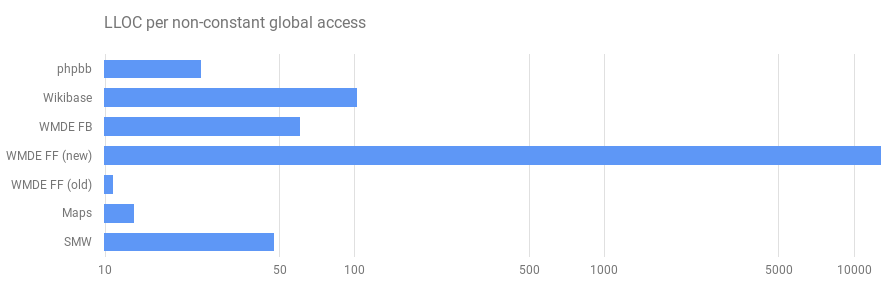 LLOC per non-constant global access
phpbb
Wikibase
WMDE FB
WMDE FF (new)
WMDE FF (old)
Maps
SMW
10 50 100 500 1000 5000 10000